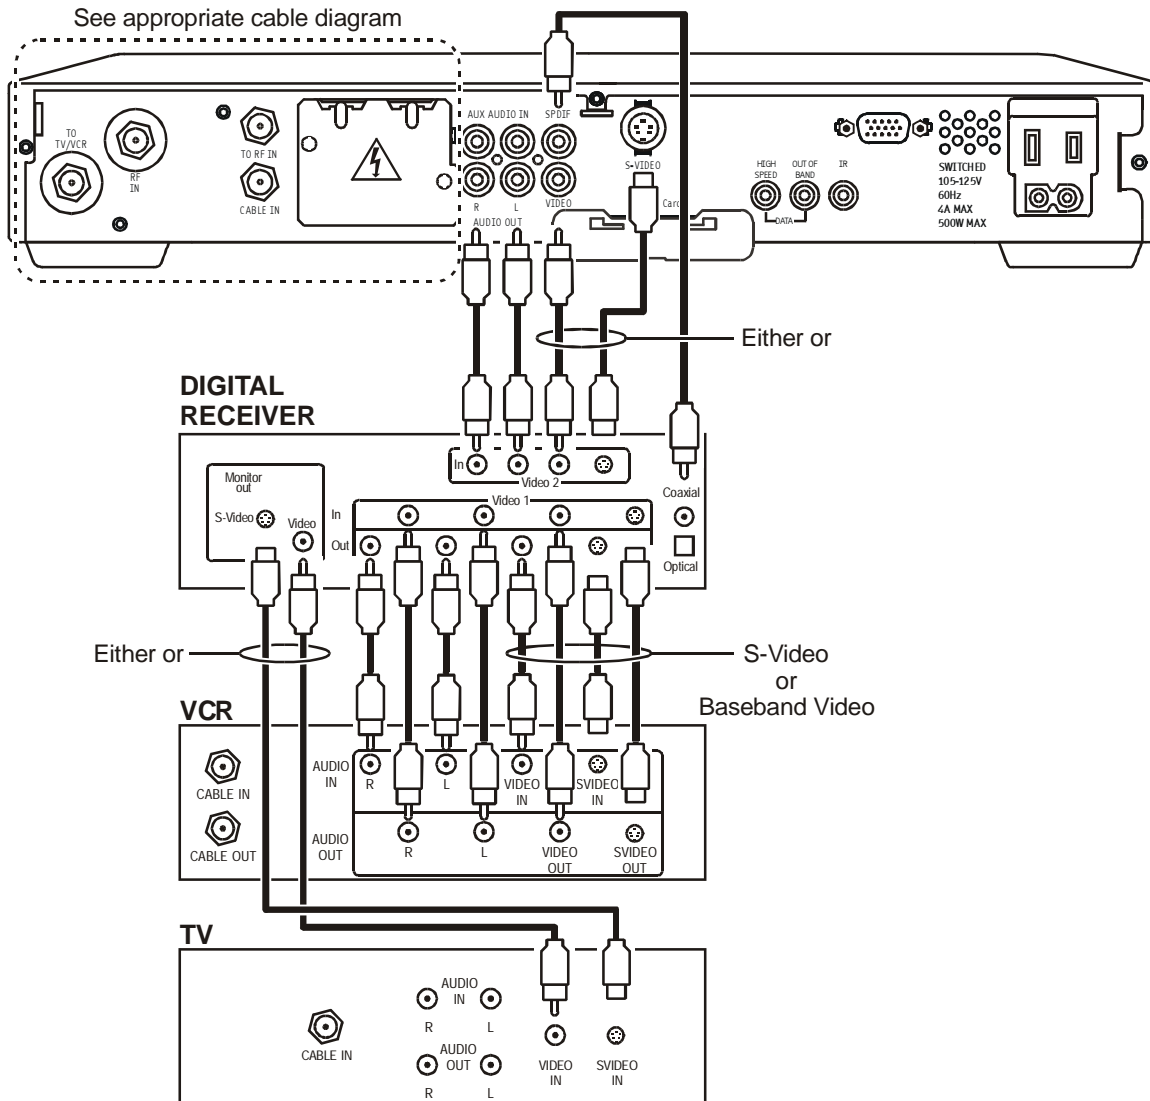 See appropriate cable diagram
TO
TV/VCR
RF
IN
TO RF IN
CABLE IN
AUX AUDIO IN
SPDIF
R
L
VIDEO
AUDIO OUT
S-VIDEO
Card
HIGH
SPEED
OUT OF
BAND
IR
DATA
SWITCHED
105-125V
60Hz
4A MAX
500W MAX
Either or
DIGITAL
RECEIVER
Monitor
out
S-Video
Video
In
Video 2
Video 1
In
Out
Coaxial
Optical
Either or
S-Video
or
Baseband Video
VCR
CABLE IN
CABLE OUT
AUDIO
IN
R
L
VIDEO
IN
SVIDEO
IN
AUDIO
OUT
R
L
VIDEO
OUT
SVIDEO
OUT
TV
CABLE IN
AUDIO
IN
R
L
AUDIO
OUT
R
L
VIDEO
IN
SVIDEO
IN